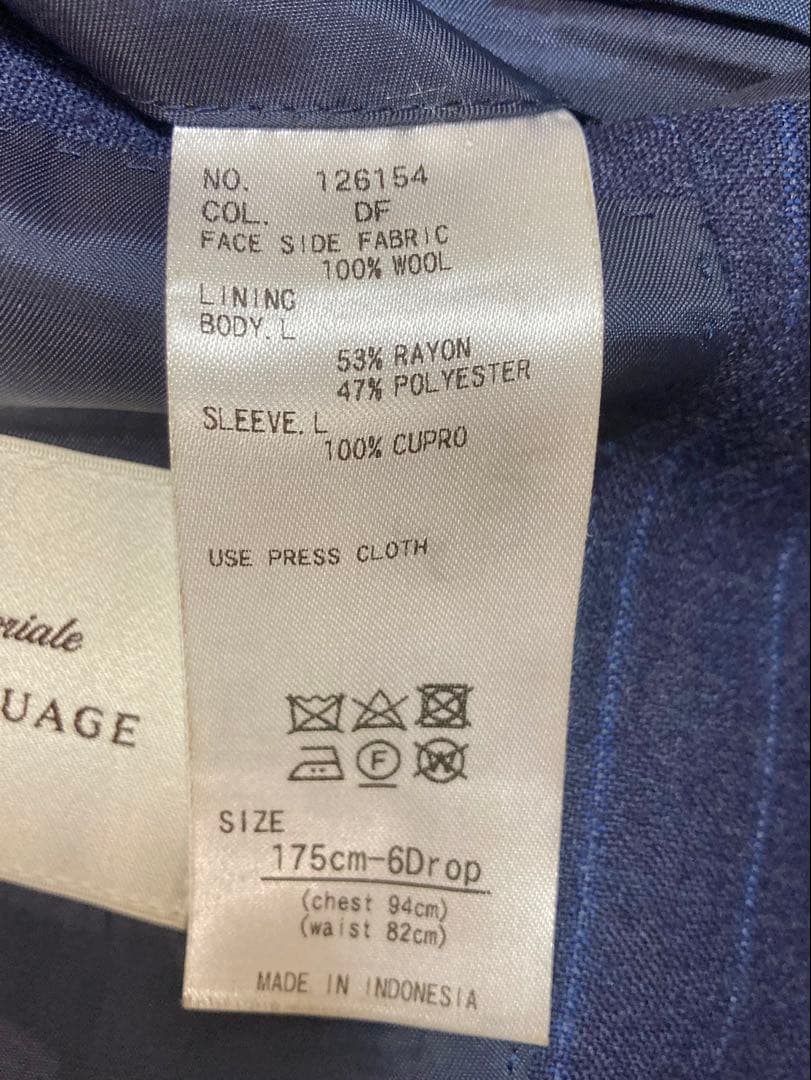 NO. 126154
COL. DF
FACE SIDE FABRIC
100% WOOL
LINING
BODY. L
53% RAYON
47% POLYESTER
SLEEVE. L
100% CUPRO
USE PRESS CLOTH
F
W
SIZE
175cm-6Drop
(chest 94cm)
(waist 82cm)
MADE IN INDONESIA
riale
UAGE